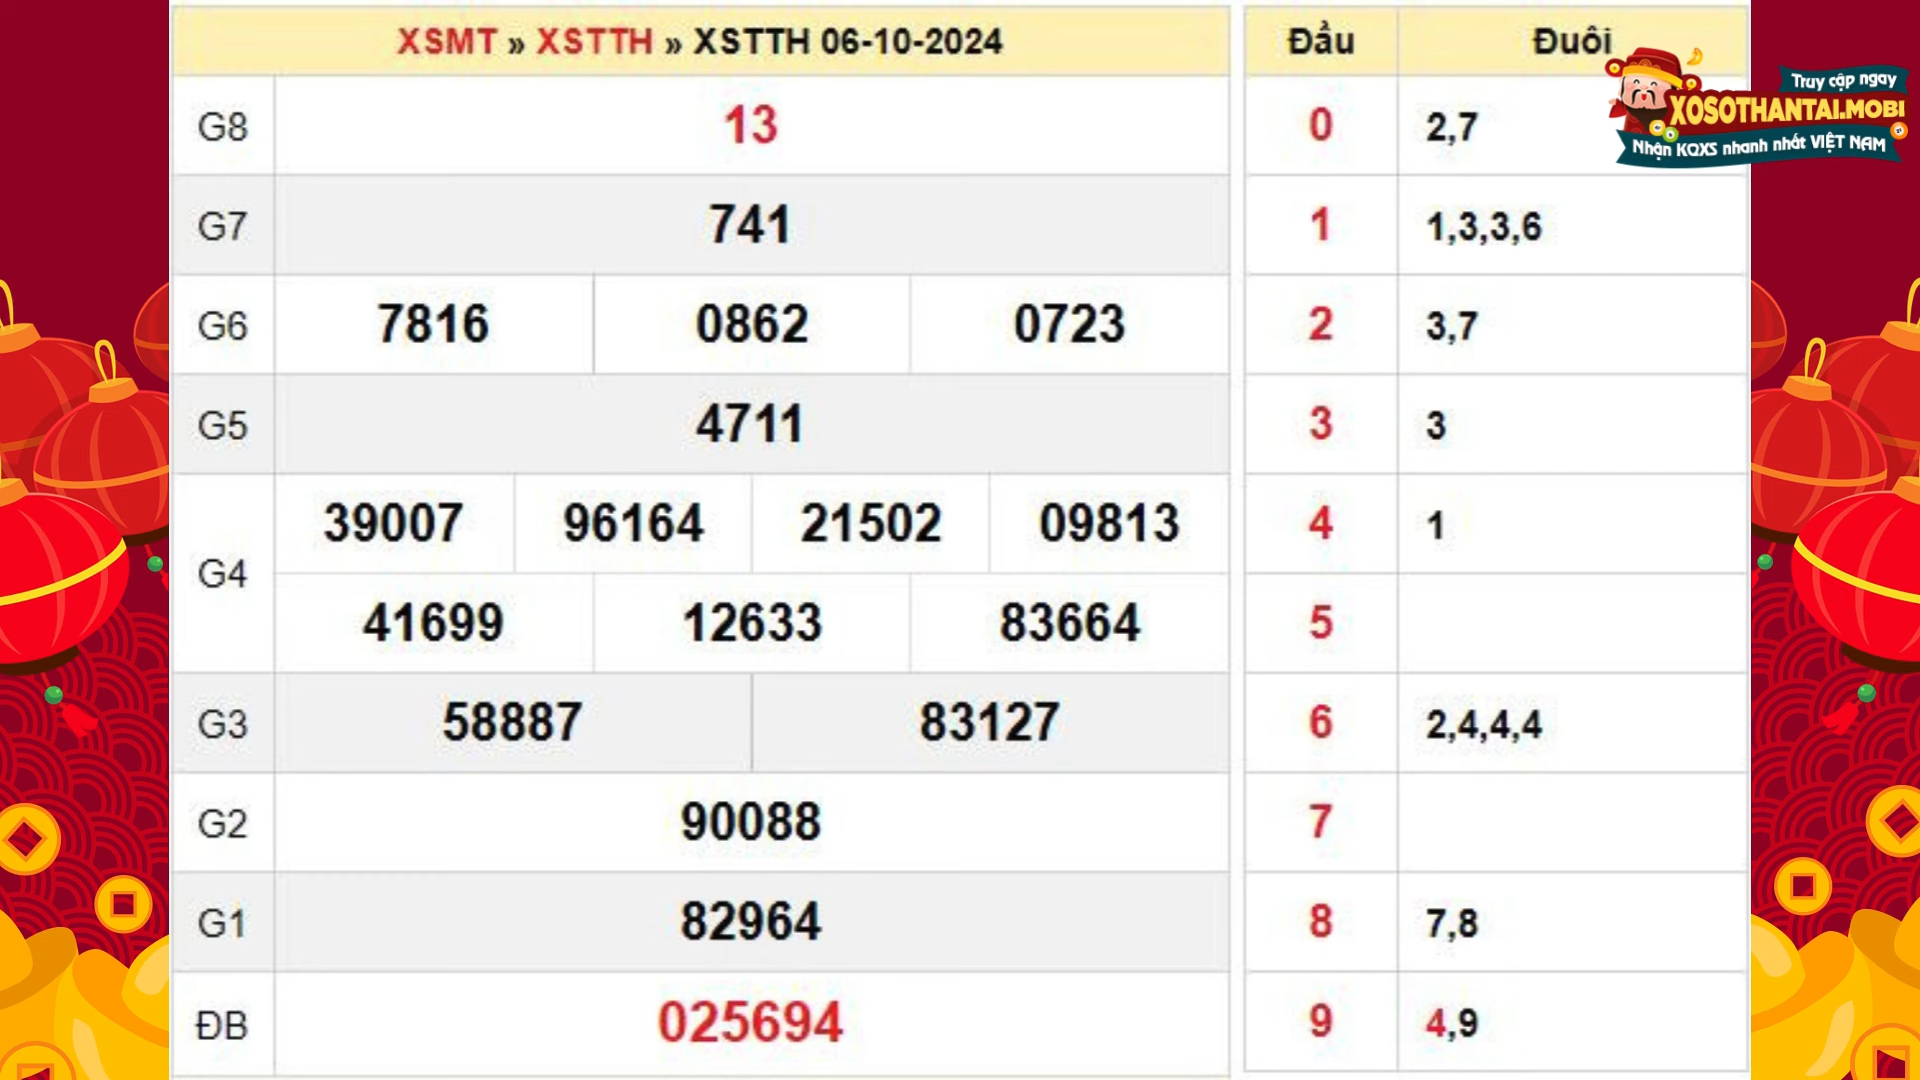 XSMT » XSTTH » XSTTH 06-10-2024
G8 13
G7 741
G6 7816 0862 0723
G5 4711
G4 39007 96164 21502 09813
41699 12633 83664
G3 58887 83127
G2 90088
G1 82964
ĐB 025694
Đầu Đuôi
0 2,7
1 1,3,3,6
2 3,7
3 3
4 1
5
6 2,4,4,4
7
8 7,8
9 4,9
Truy cập ngay
XOSOTHANTAI.MOBI
Nhận KQXS nhanh nhất VIỆT NAM